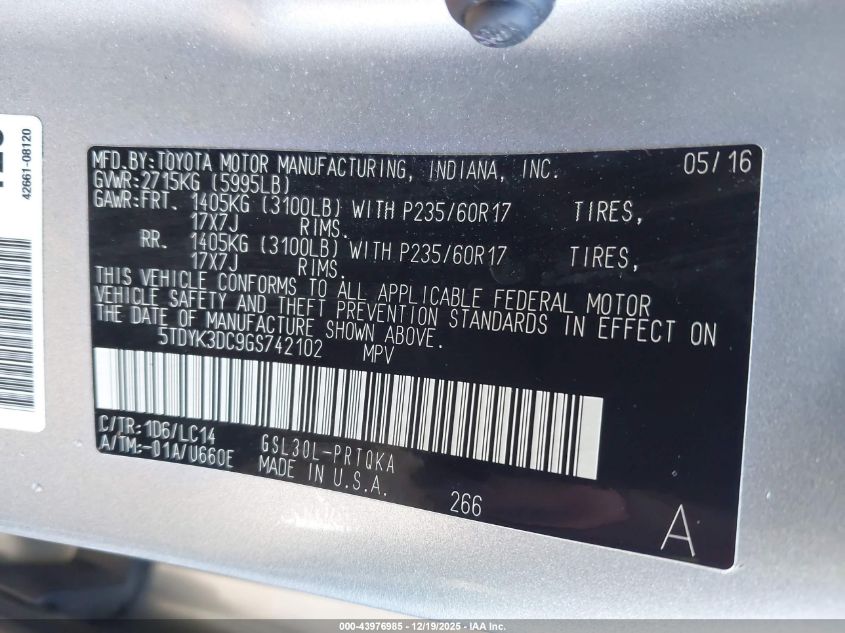 42661-08120
MFD.BY:TOYOTA MOTOR MANUFACTURING, INDIANA, INC. 05/16
GVWR:2715KG (5995LB)
GAWR:FRT. 1405KG (3100LB) WITH P235/60R17 TIRES,
17X7J RIMS.
RR. 1405KG (3100LB) WITH P235/60R17 TIRES,
17X7J RIMS.
THIS VEHICLE CONFORMS TO ALL APPLICABLE FEDERAL MOTOR
VEHICLE SAFETY AND THEFT PREVENTION STANDARDS IN EFFECT ON
THE DATE OF MANUFACTURE SHOWN ABOVE.
5TDYK3DC9GS742102 MPV
C/TR:1D6/LC14 GSL30L-PRTQKA
A/TM:-01A/U660E MADE IN U.S.A.
266
A
000-43976985 - 12/19/2025 - IAA Inc.